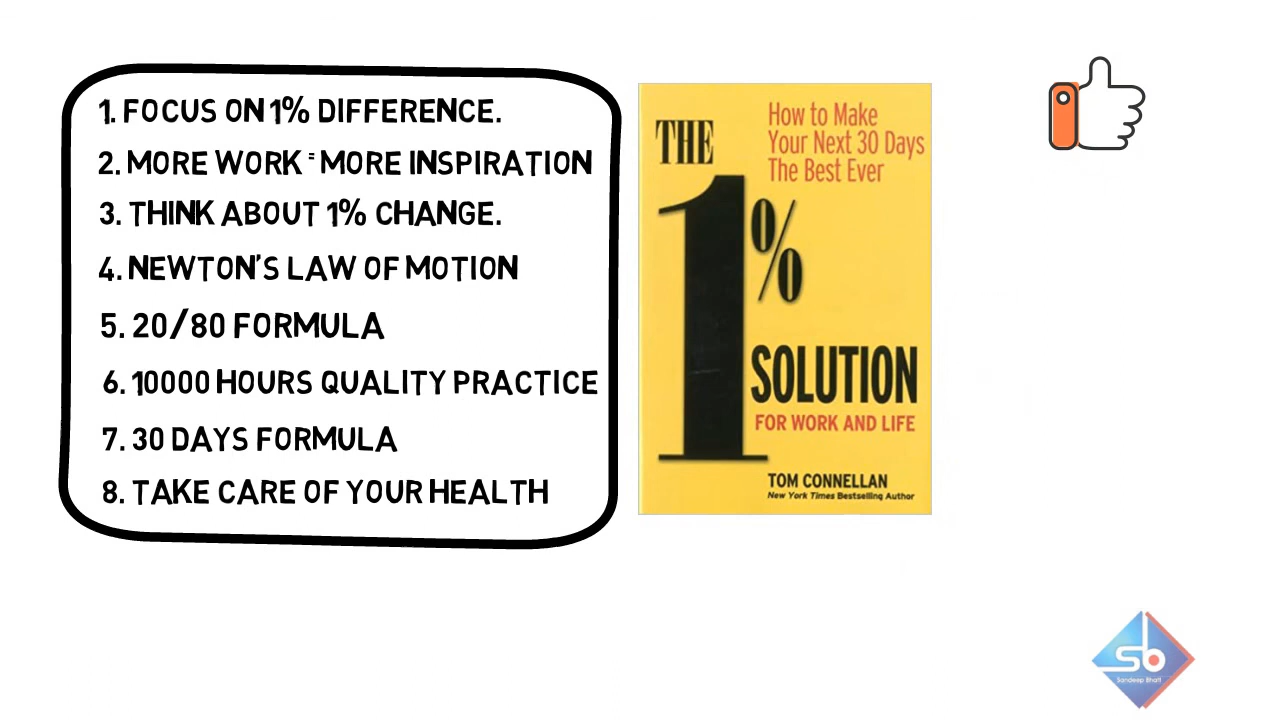 1. FOCUS ON 1% DIFFERENCE.
2. MORE WORK = MORE INSPIRATION
3. THINK ABOUT 1% CHANGE.
4. NEWTON'S LAW OF MOTION
5. 20/80 FORMULA
6. 10000 HOURS QUALITY PRACTICE
7. 30 DAYS FORMULA
8. TAKE CARE OF YOUR HEALTH
How to Make
Your Next 30 Days
The Best Ever
THE
1%
SOLUTION
FOR WORK AND LIFE
TOM CONNELLAN
New York Times Bestselling Author
Sb
Sandeep Bhatt